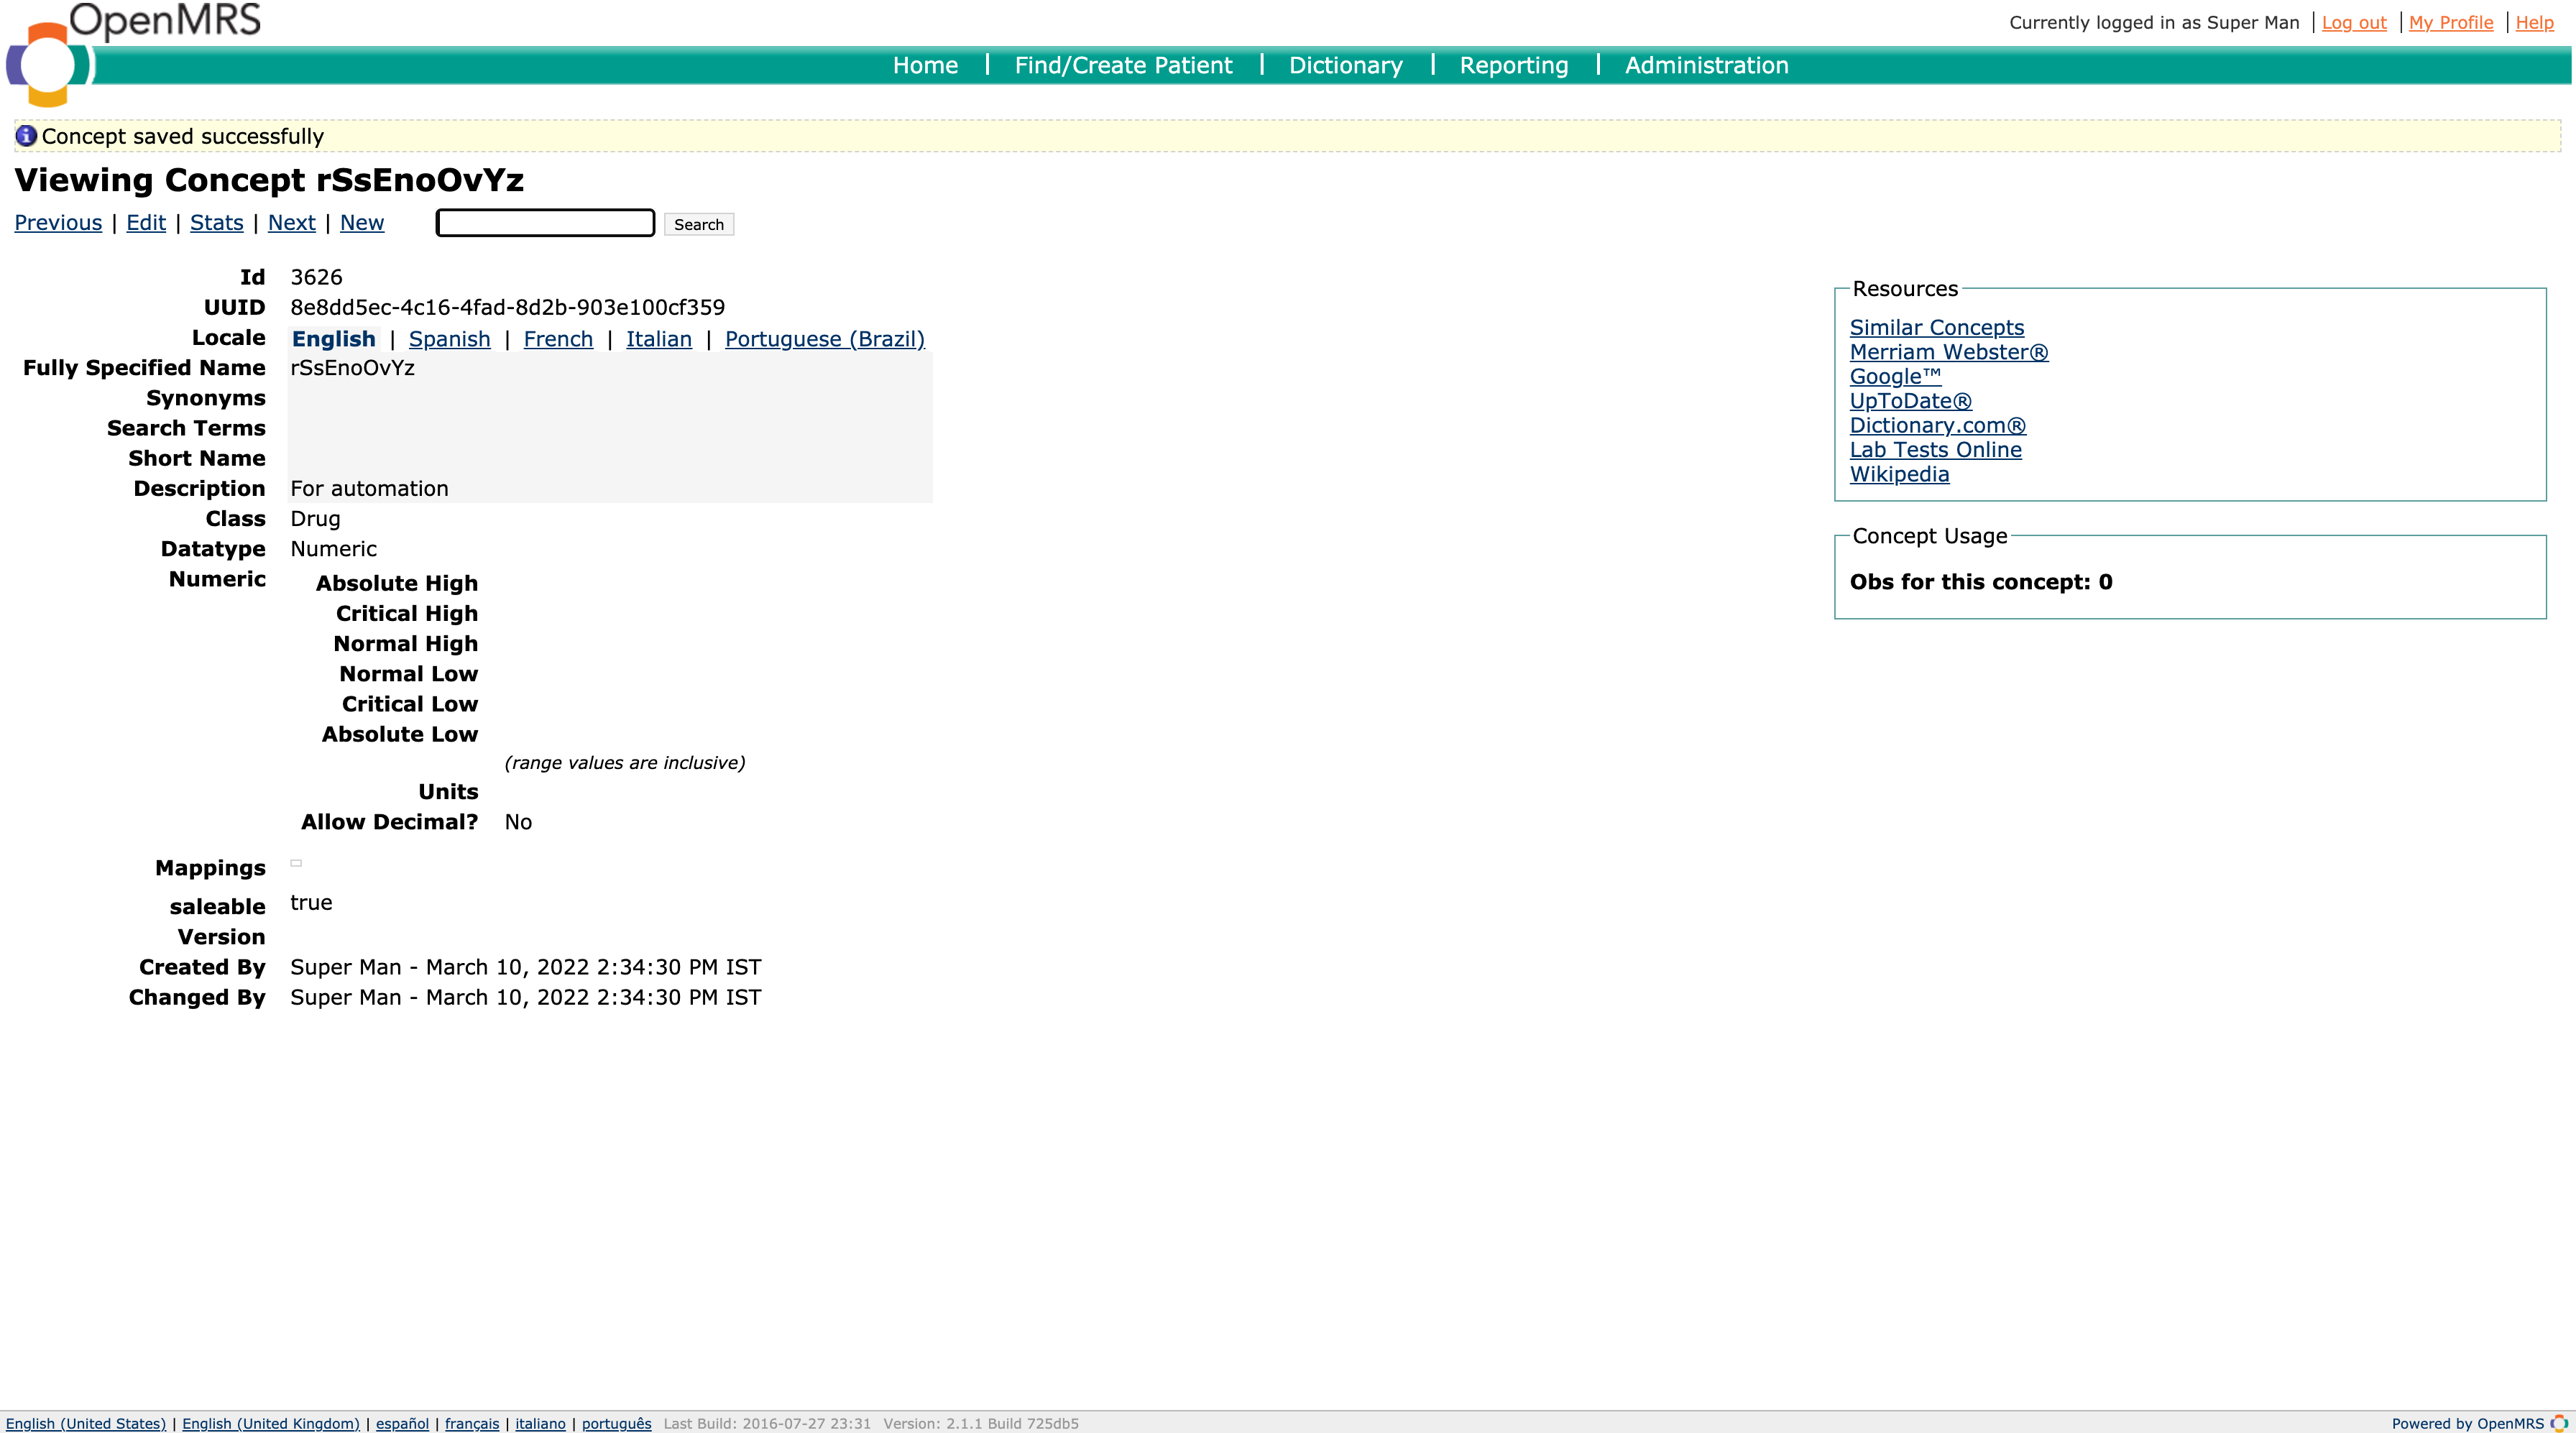 OpenMRS
Currently logged in as Super Man | Log out | My Profile | Help
Home | Find/Create Patient | Dictionary | Reporting | Administration
Concept saved successfully
Viewing Concept rSsEnoOvYz
Previous | Edit | Stats | Next | New Search
Id 3626
UUID 8e8dd5ec-4c16-4fad-8d2b-903e100cf359
Locale English | Spanish | French | Italian | Portuguese (Brazil)
Fully Specified Name rSsEnoOvYz
Synonyms
Search Terms
Short Name
Description For automation
Class Drug
Datatype Numeric
Numeric Absolute High
Critical High
Normal High
Normal Low
Critical Low
Absolute Low
(range values are inclusive)
Units
Allow Decimal? No
Mappings
saleable true
Version
Created By Super Man - March 10, 2022 2:34:30 PM IST
Changed By Super Man - March 10, 2022 2:34:30 PM IST
Resources
Similar Concepts
Merriam Webster®
Google™
UpToDate®
Dictionary.com®
Lab Tests Online
Wikipedia
Concept Usage
Obs for this concept: 0
English (United States) | English (United Kingdom) | español | français | italiano | português Last Build: 2016-07-27 23:31 Version: 2.1.1 Build 725db5
Powered by OpenMRS